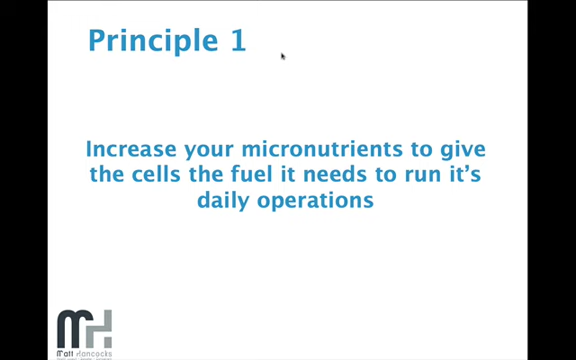 Principle 1
Increase your micronutrients to give
the cells the fuel it needs to run it's
daily operations
Matt Hancocks